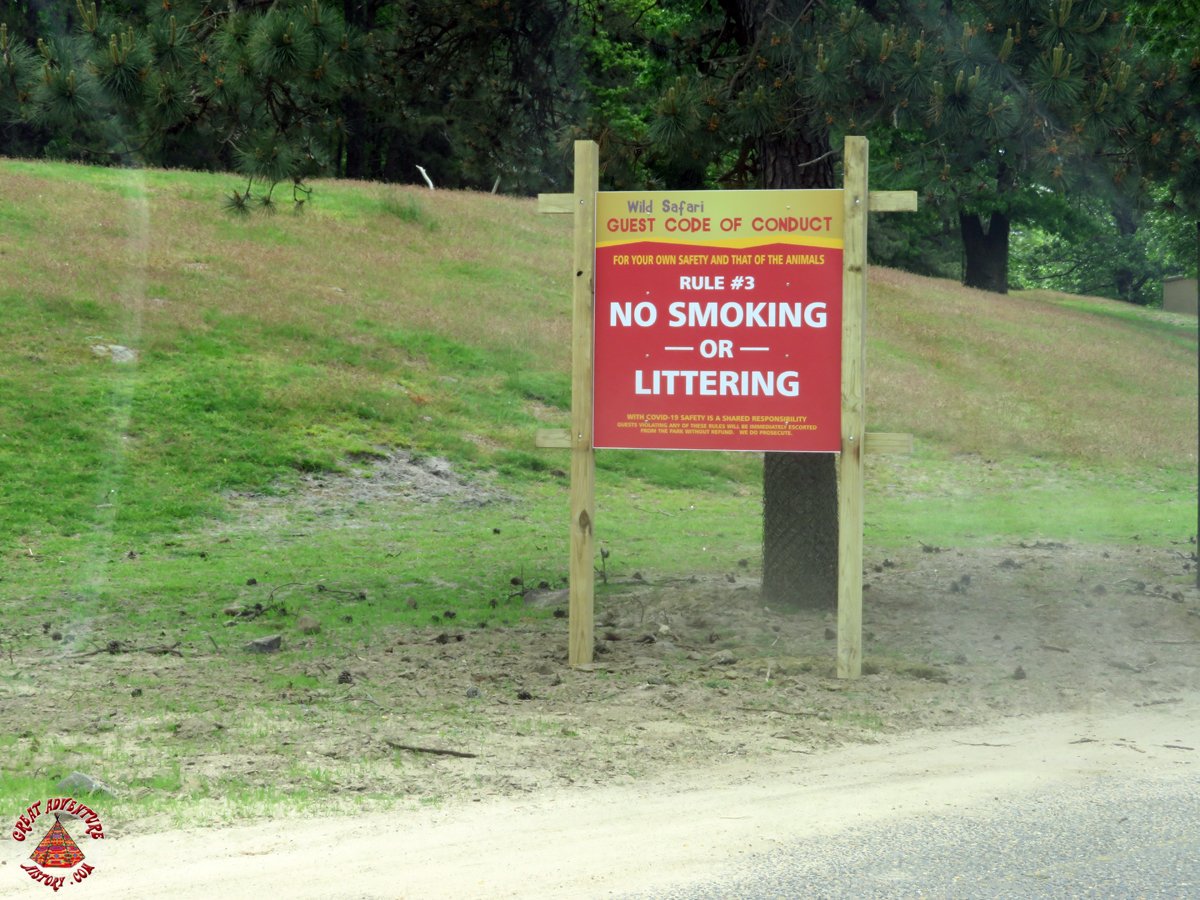 Wild Safari
GUEST CODE OF CONDUCT
FOR YOUR OWN SAFETY AND THAT OF THE ANIMALS
RULE #3
NO SMOKING
— OR —
LITTERING
WITH COVID-19 SAFETY IS A SHARED RESPONSIBILITY
GUESTS VIOLATING ANY OF THESE RULES WILL BE IMMEDIATELY ESCORTED
FROM THE PARK WITHOUT REFUND. WE DO PROSECUTE.
GREAT ADVENTURE
HISTORY.COM